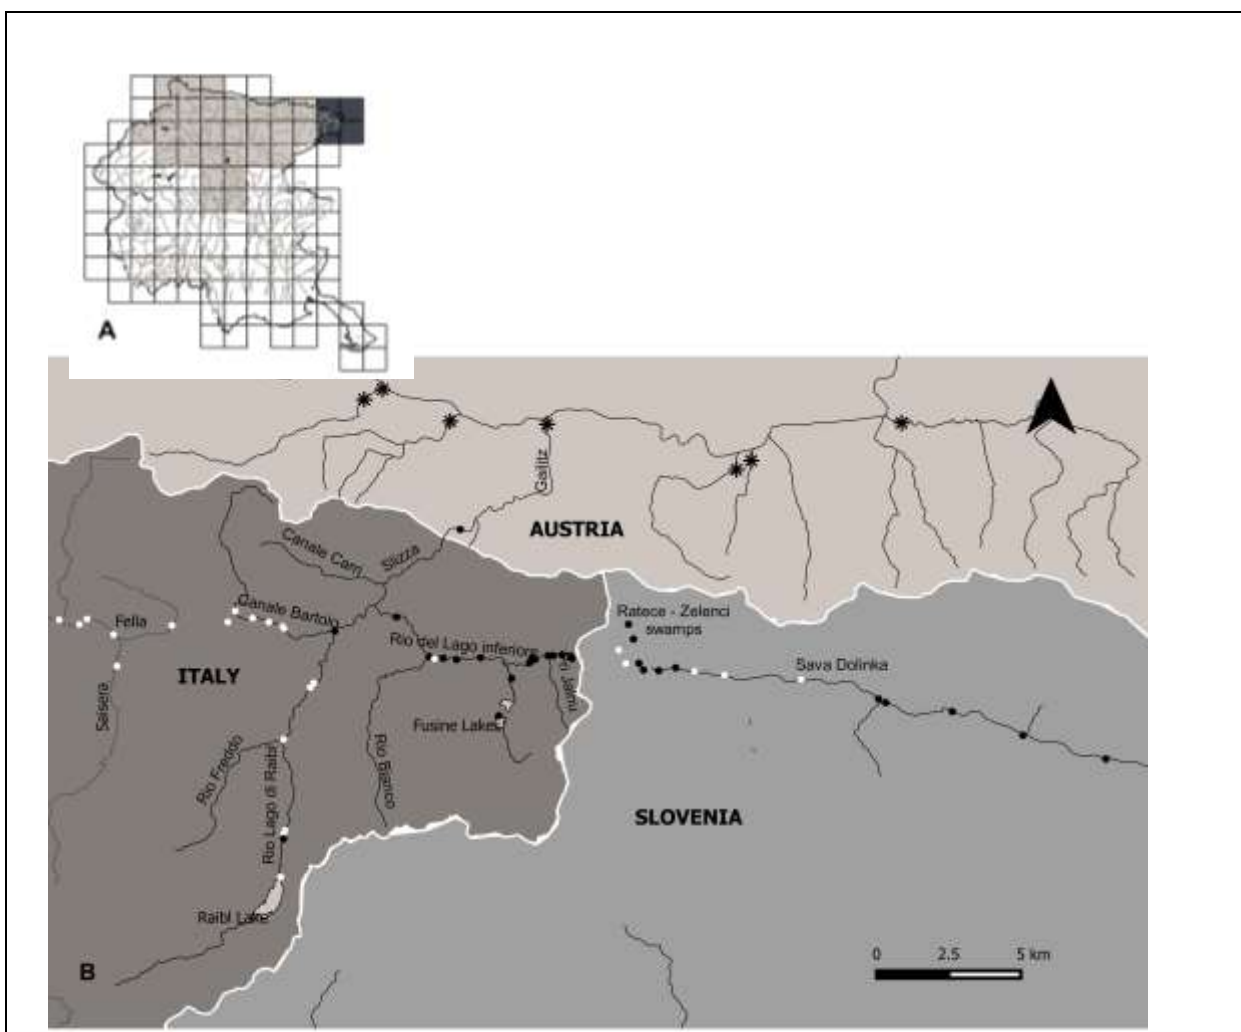 A
Gailitz
AUSTRIA
Canale Carri
Slizza
Ratece - Zelenci
swamps
Canale Bartolo
Fella
Rio del Lago inferiore
Sava Dolinka
ITALY
Saisera
Fusine Lakes
Rio Freddo
Rio Bianco
Rio Lago di Raibl
SLOVENIA
Raibl Lake
B
0 2.5 5 km